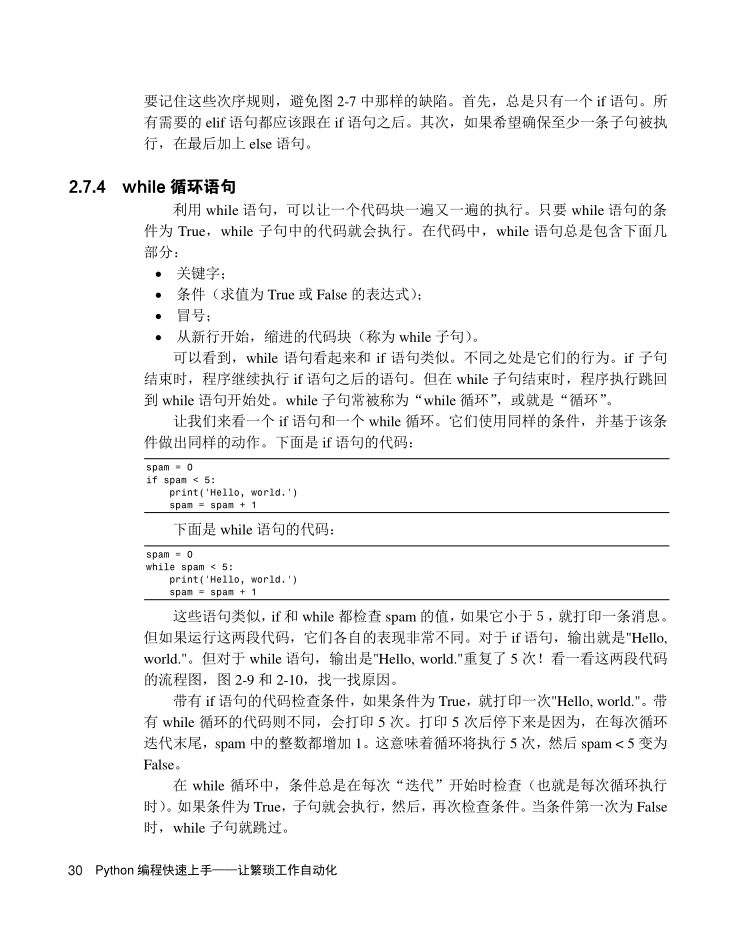 要记住这些次序规则，避免图 2-7 中那样的缺陷。首先，总是只有一个 if 语句。所
有需要的 elif 语句都应该跟在 if 语句之后。其次，如果希望确保至少一条子句被执
行，在最后加上 else 语句。
2.7.4 while 循环语句
利用 while 语句，可以让一个代码块一遍又一遍的执行。只要 while 语句的条
件为 True，while 子句中的代码就会执行。在代码中，while 语句总是包含下面几
部分：
• 关键字；
• 条件（求值为 True 或 False 的表达式）；
• 冒号；
• 从新行开始，缩进的代码块（称为 while 子句）。
可以看到，while 语句看起来和 if 语句类似。不同之处是它们的行为。if 子句
结束时，程序继续执行 if 语句之后的语句。但在 while 子句结束时，程序执行跳回
到 while 语句开始处。while 子句常被称为“while 循环”，或就是“循环”。
让我们来看一个 if 语句和一个 while 循环。它们使用同样的条件，并基于该条
件做出同样的动作。下面是 if 语句的代码：
spam = 0
if spam < 5:
    print('Hello, world.')
    spam = spam + 1
下面是 while 语句的代码：
spam = 0
while spam < 5:
    print('Hello, world.')
    spam = spam + 1
这些语句类似，if 和 while 都检查 spam 的值，如果它小于５，就打印一条消息。
但如果运行这两段代码，它们各自的表现非常不同。对于 if 语句，输出就是"Hello,
world."。但对于 while 语句，输出是"Hello, world."重复了 5 次！看一看这两段代码
的流程图，图 2-9 和 2-10，找一找原因。
带有 if 语句的代码检查条件，如果条件为 True，就打印一次"Hello, world."。带
有 while 循环的代码则不同，会打印 5 次。打印 5 次后停下来是因为，在每次循环
迭代末尾，spam 中的整数都增加 1。这意味着循环将执行 5 次，然后 spam < 5 变为
False。
在 while 循环中，条件总是在每次“迭代”开始时检查（也就是每次循环执行
时）。如果条件为 True，子句就会执行，然后，再次检查条件。当条件第一次为 False
时，while 子句就跳过。
30 Python 编程快速上手——让繁琐工作自动化